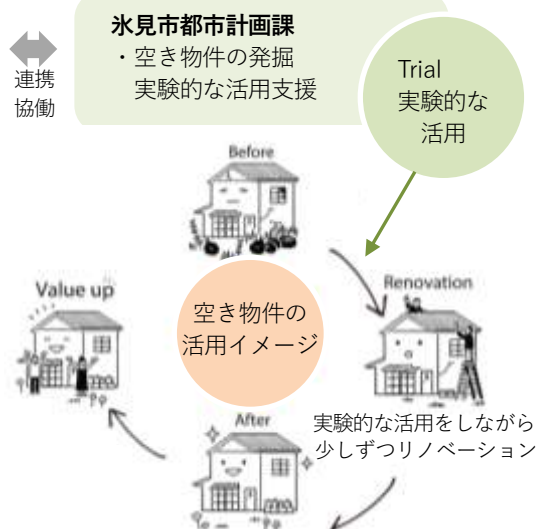 氷見市都市計画課
・空き物件の発掘
実験的な活用支援
連携
協働
Trial
実験的な
活用
Before
Value up
空き物件の
活用イメージ
Renovation
実験的な活用をしながら
少しずつリノベーション
After